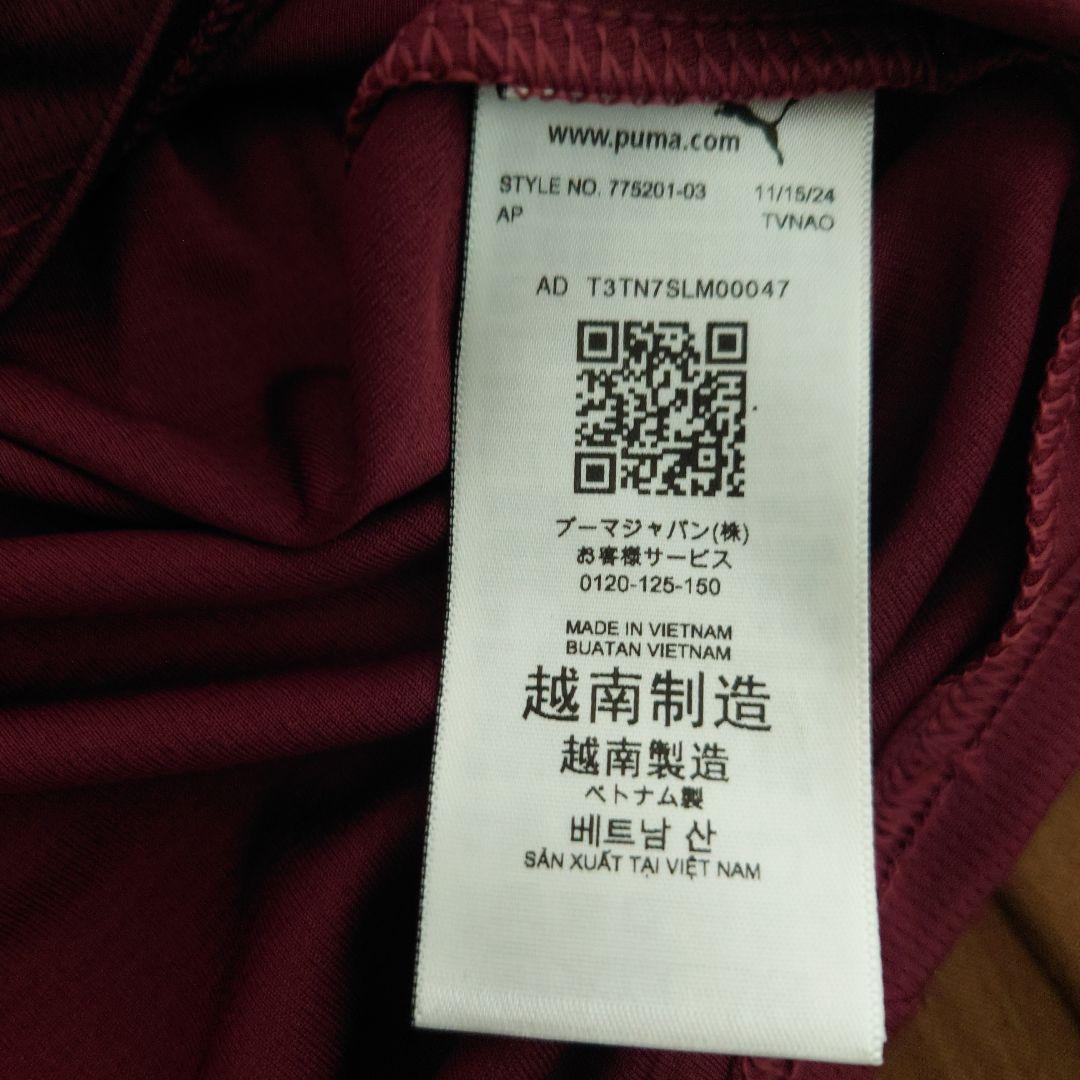 www.puma.com
STYLE NO. 775201-03 11/15/24
AP TVNAO
AD T3TN7SLM00047
プーマジャパン(株)
お客様サービス
0120-125-150
MADE IN VIETNAM
BUATAN VIETNAM
越南制造
越南製造
ベトナム製
베트남 산
SẢN XUẤT TẠI VIỆT NAM